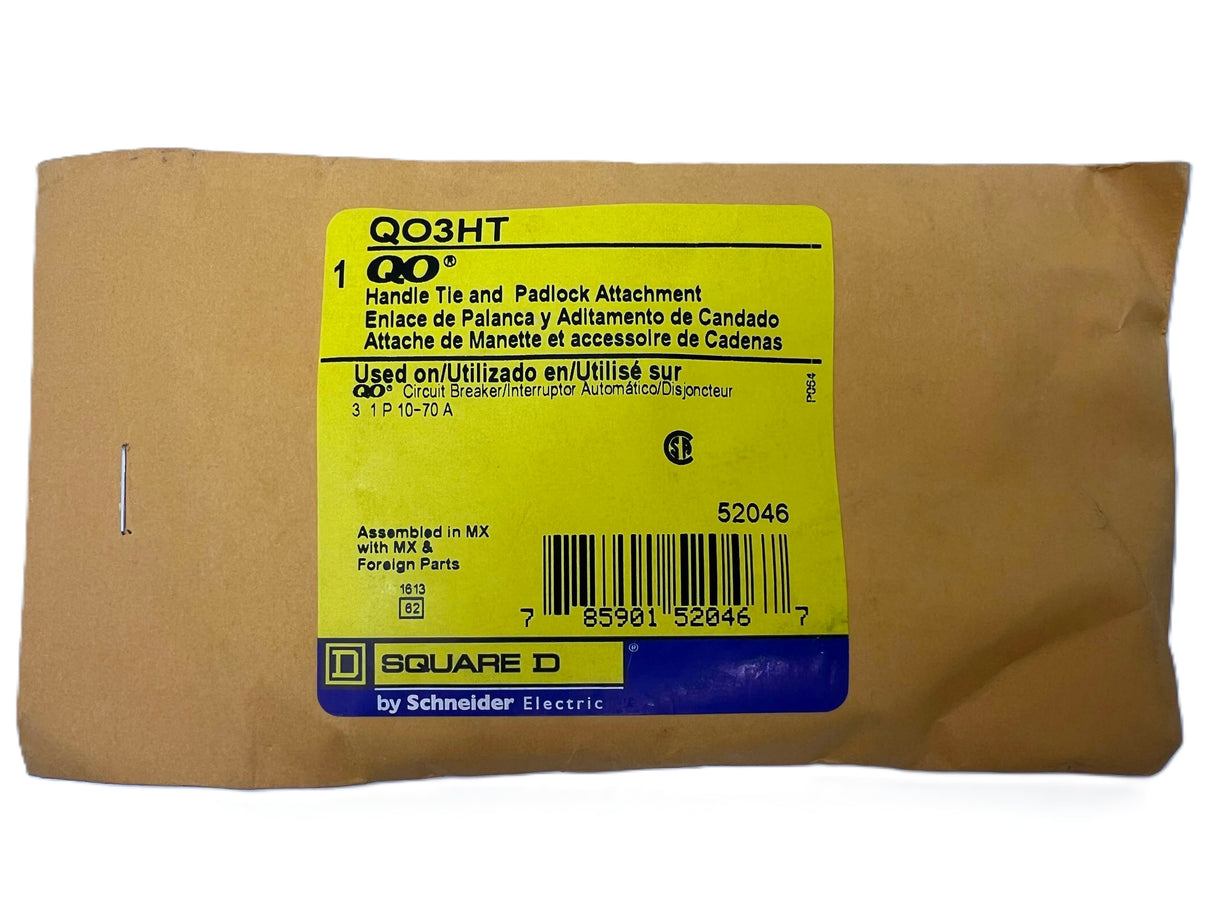 QO3HT
1 QO®
Handle Tie and Padlock Attachment
Enlace de Palanca y Aditamento de Candado
Attache de Manette et accessoire de Cadenas
Used on/Utilizado en/Utilisé sur
QO® Circuit Breaker/Interruptor Automático/Disjoncteur
3 1 P 10-70 A
P064
CSA
52046
Assembled in MX
with MX &
Foreign Parts
1613
62
7 85901 52046 7
D SQUARE D ®
by Schneider Electric